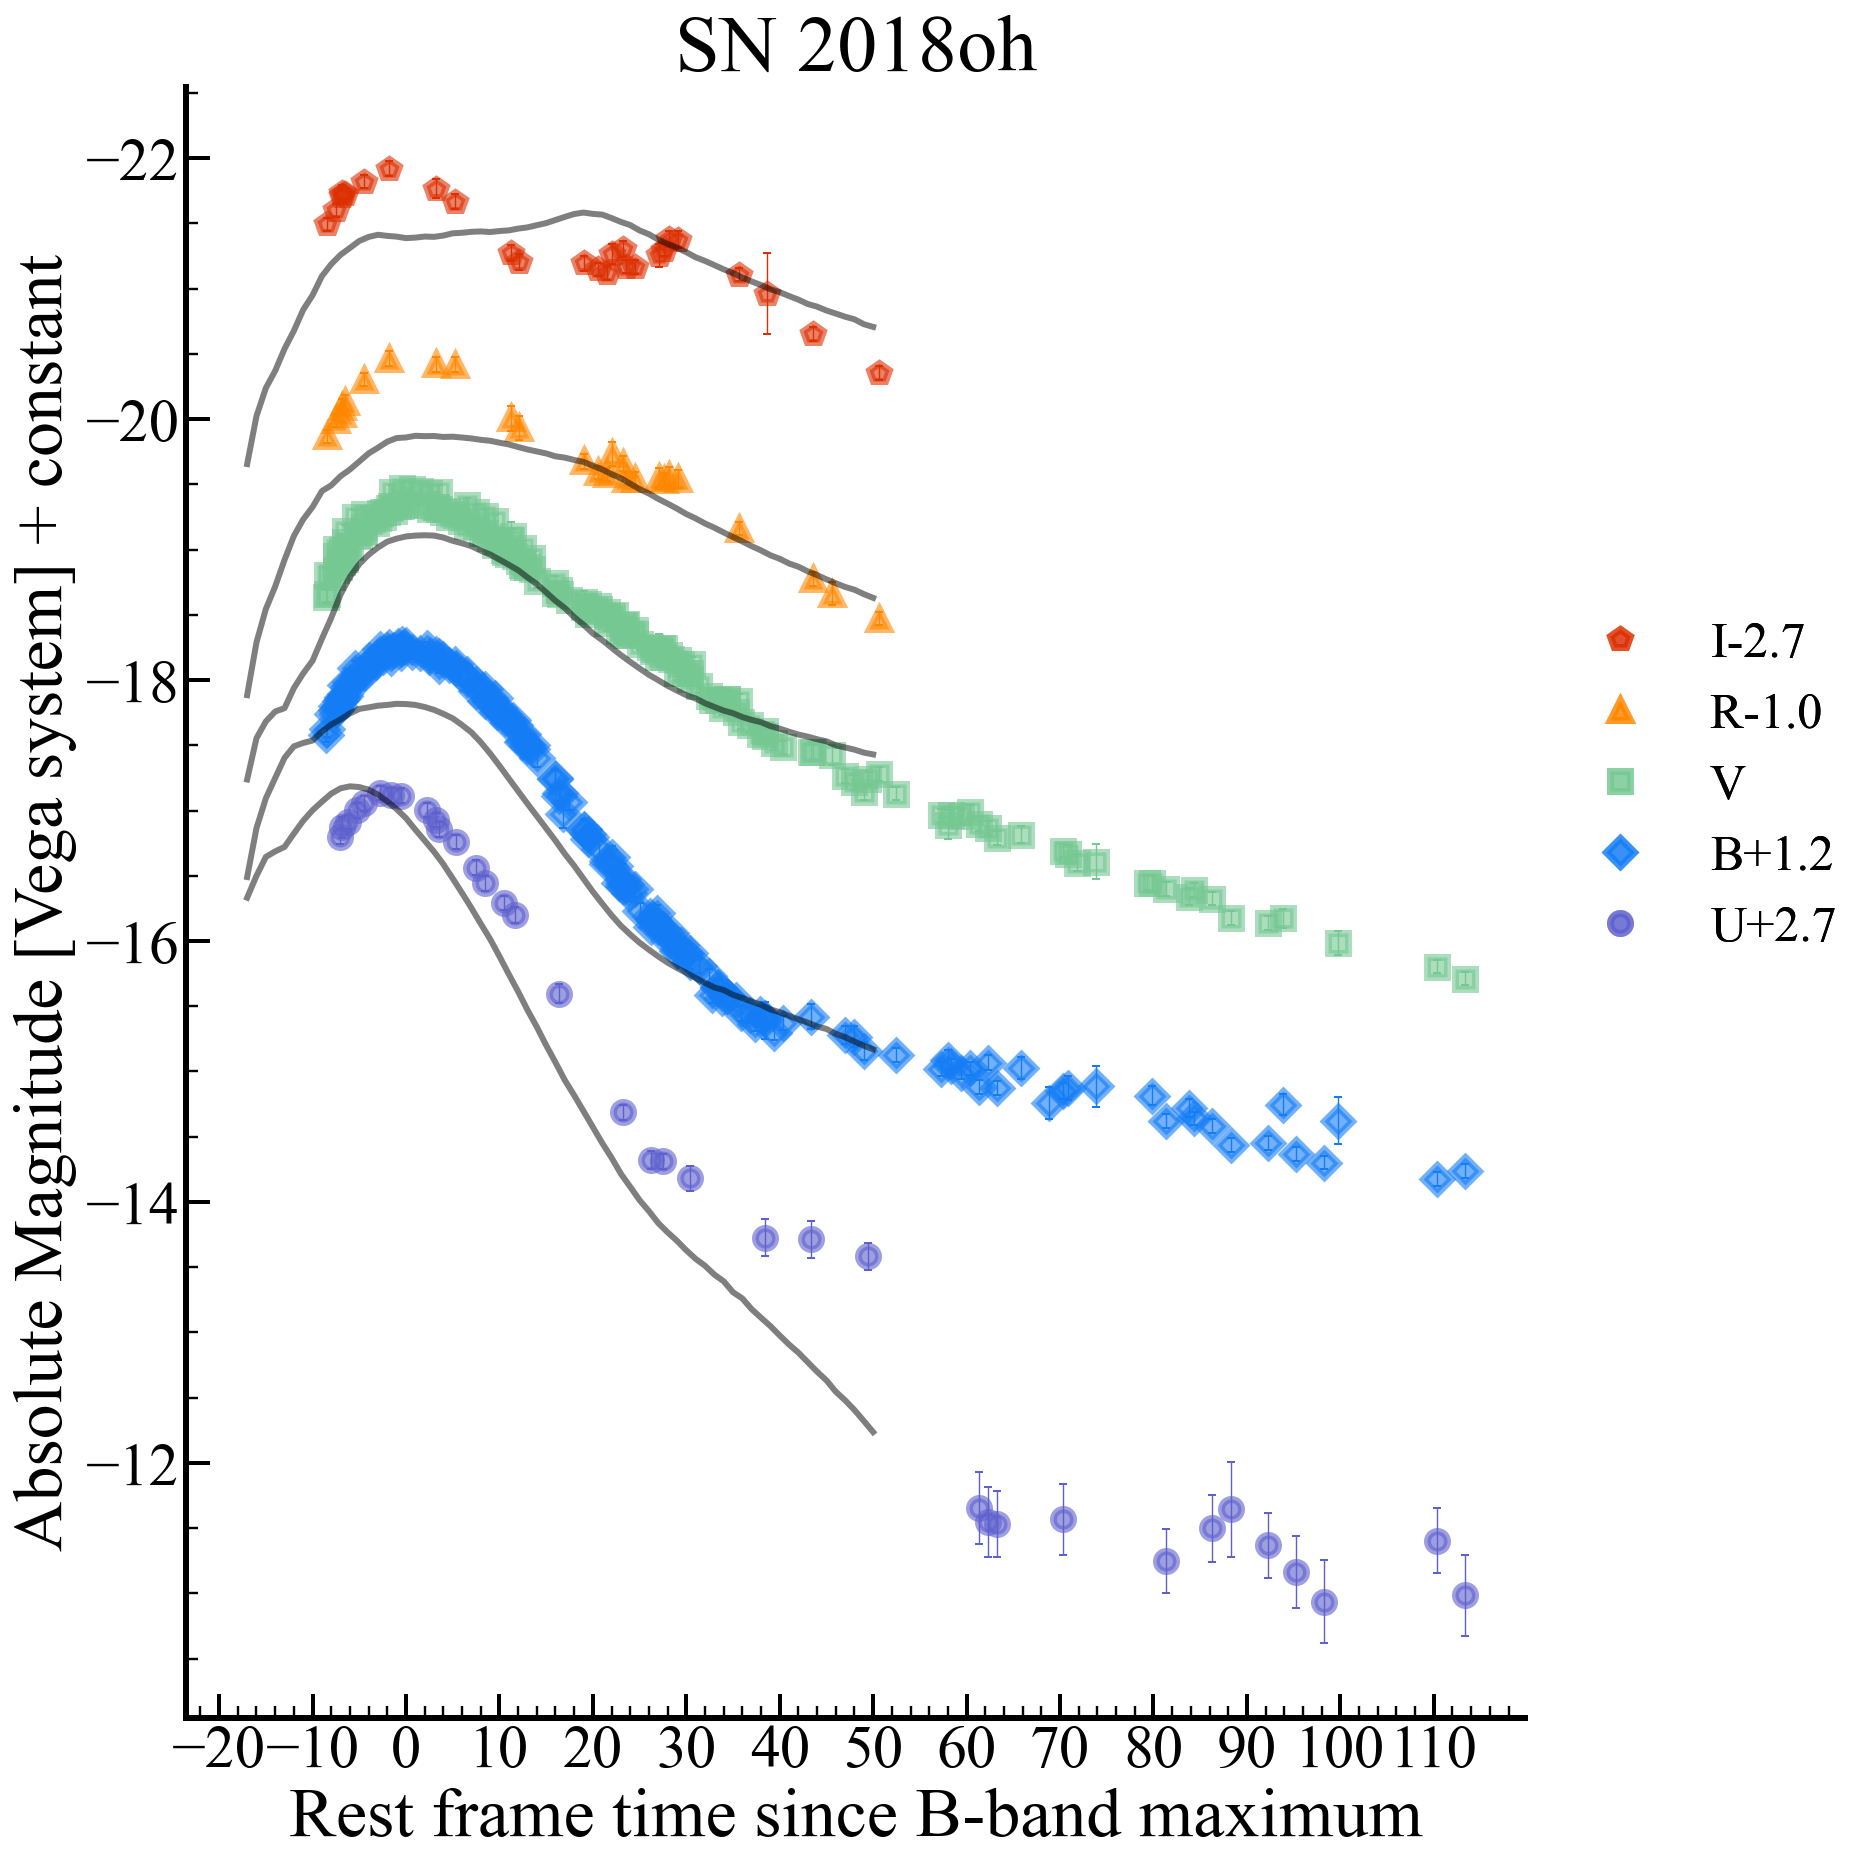 SN 2018oh
Absolute Magnitude [Vega system] + constant
−22
−20
−18
−16
−14
−12
I-2.7
R-1.0
V
B+1.2
U+2.7
−20 −10 0 10 20 30 40 50 60 70 80 90 100 110
Rest frame time since B-band maximum